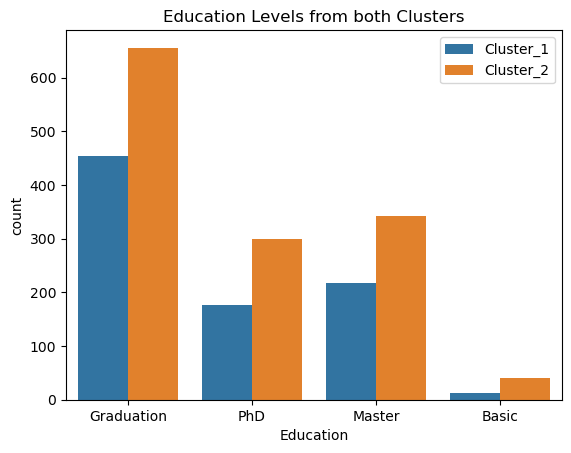 Education Levels from both Clusters
Cluster_1
Cluster_2
count
600
500
400
300
200
100
0
Graduation PhD Master Basic
Education